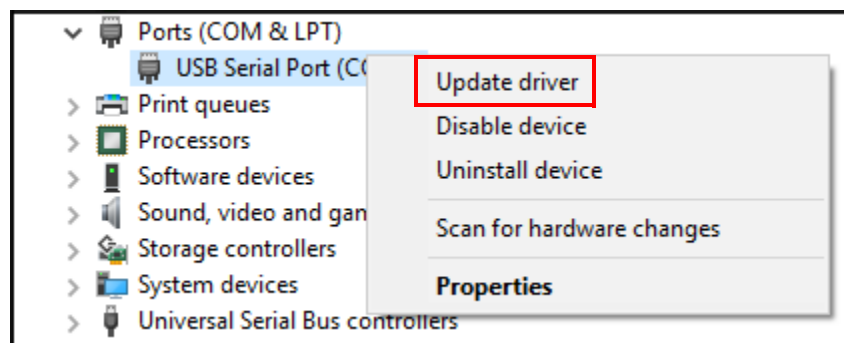 Ports (COM & LPT)
USB Serial Port
Print queues
Processors
Software devices
Sound, video and
Storage controllers
System devices
Universal Serial Bus controllers
Update driver
Disable device
Uninstall device
Scan for hardware changes
Properties